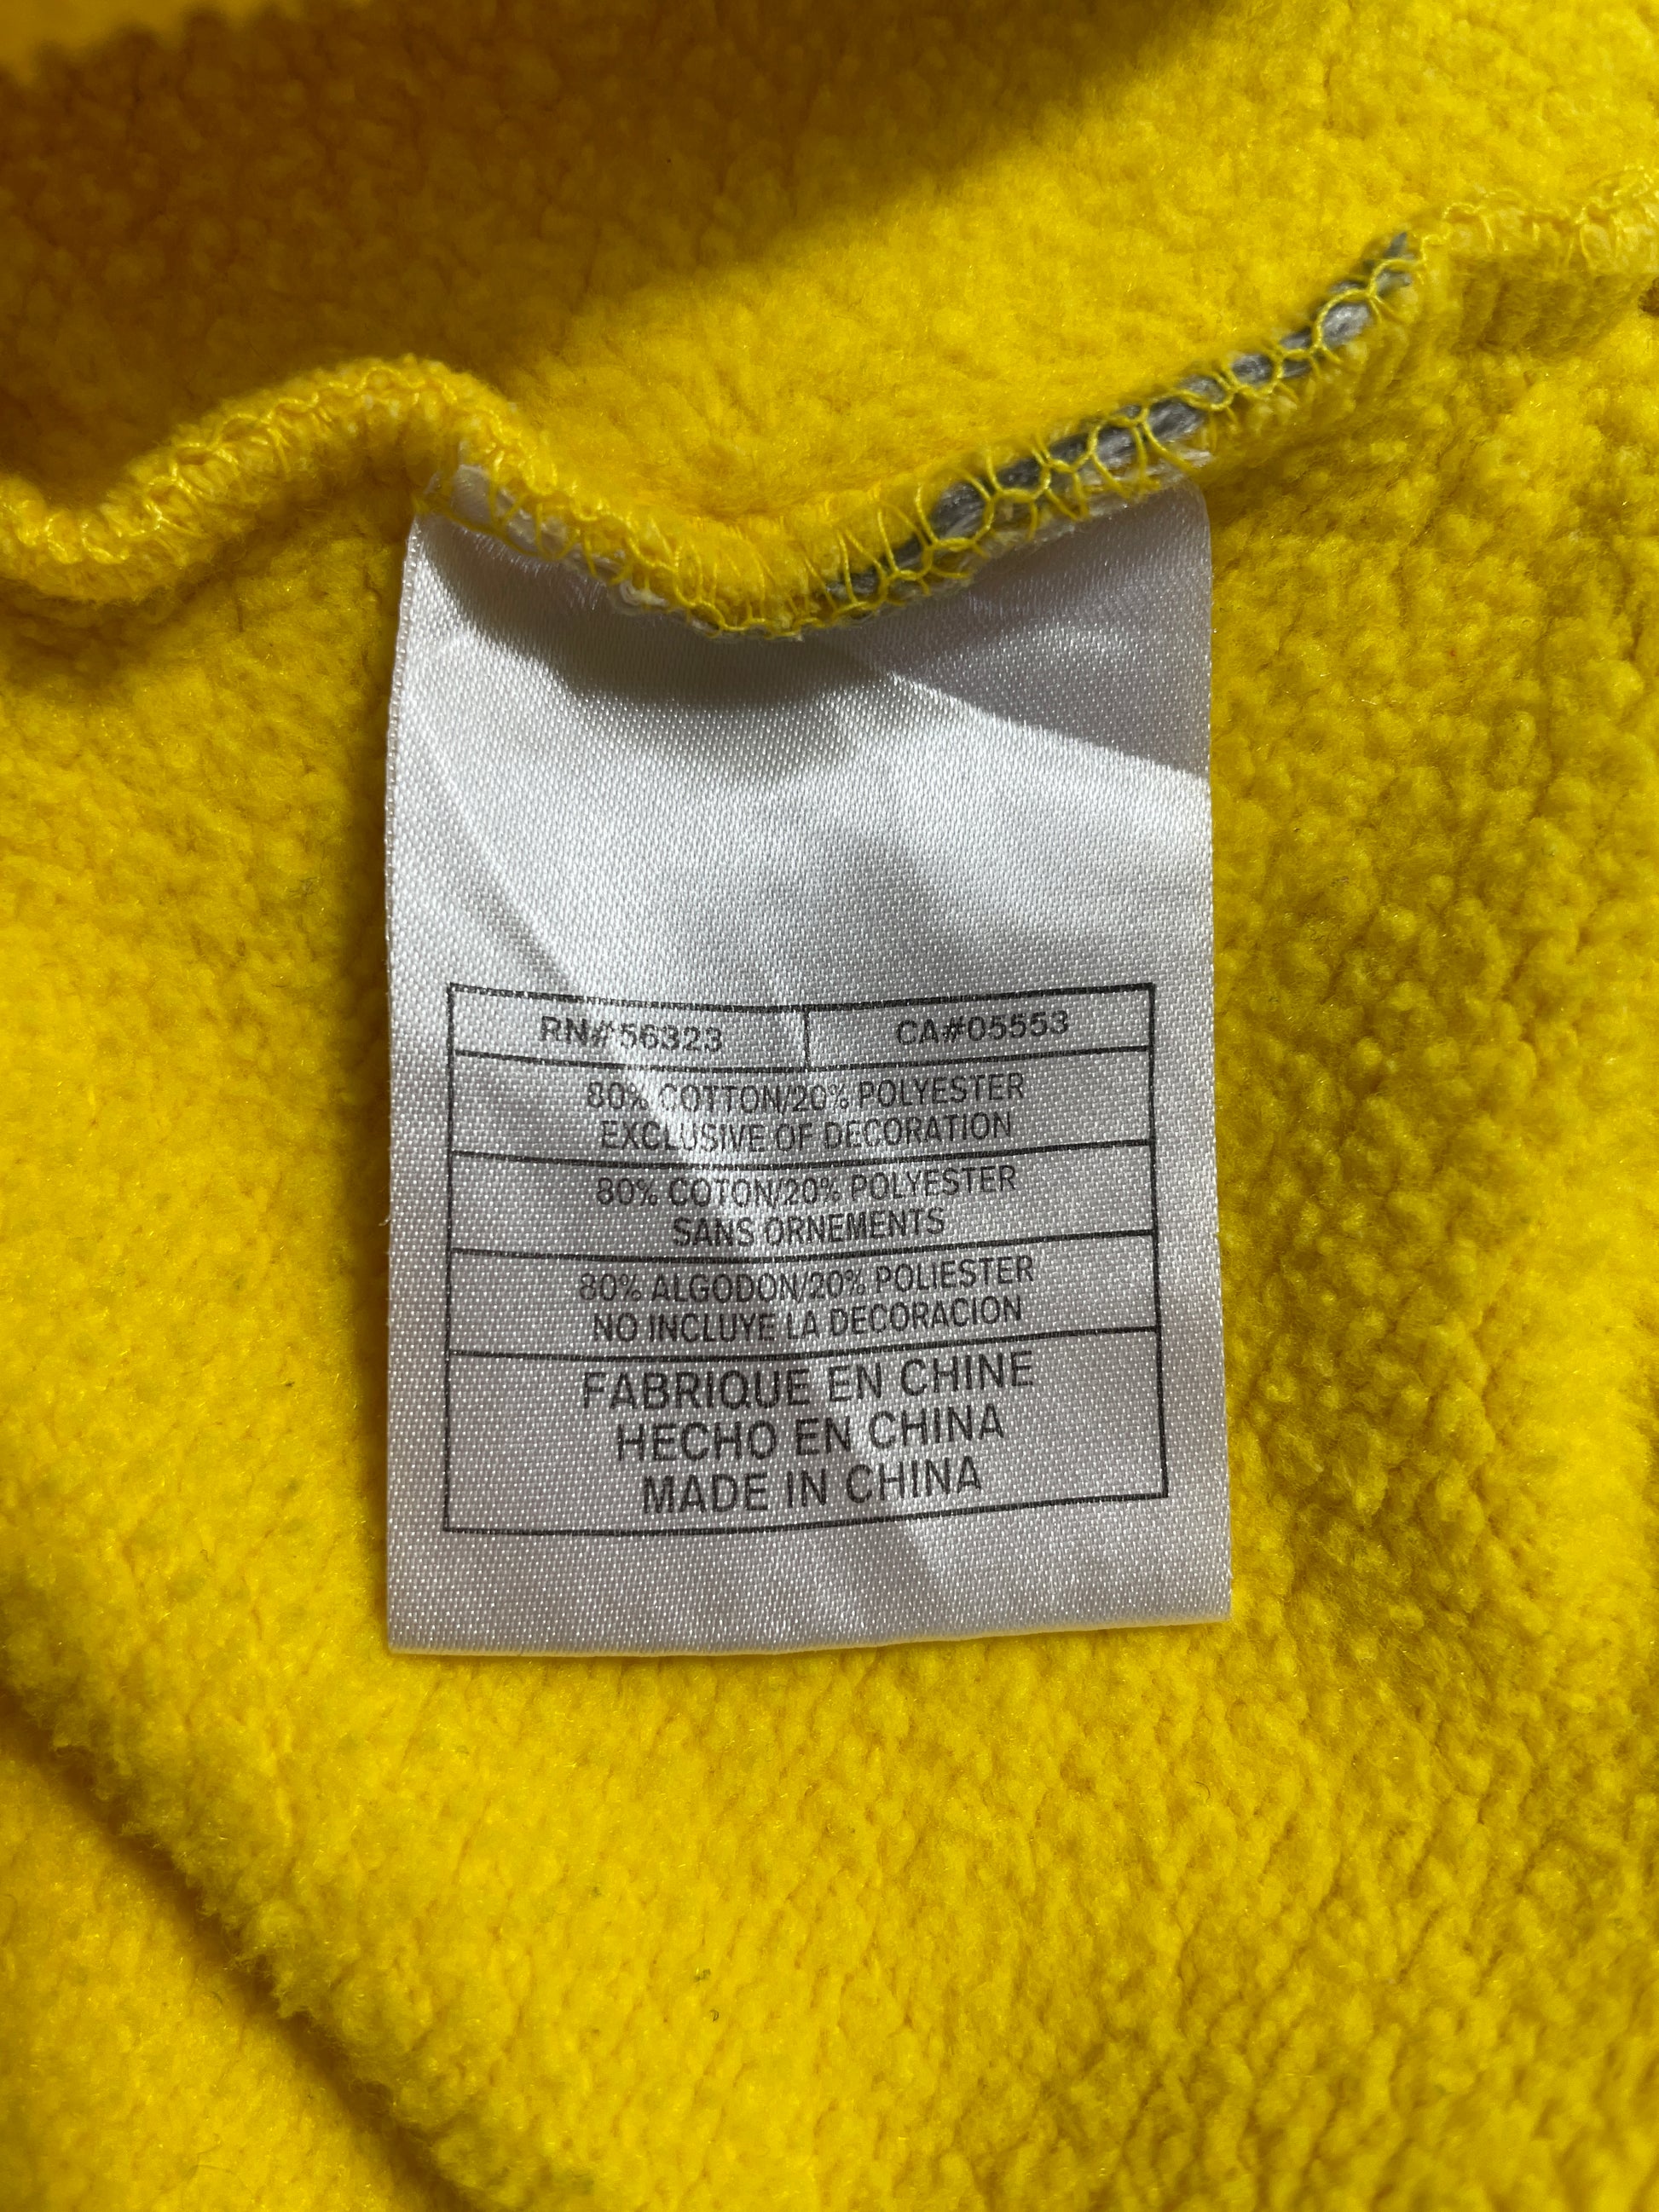 RN#56323 CA#05553
80% COTTON/20% POLYESTER
EXCLUSIVE OF DECORATION
80% COTON/20% POLYESTER
SANS ORNEMENTS
80% ALGODON/20% POLIESTER
NO INCLUYE LA DECORACION
FABRIQUE EN CHINE
HECHO EN CHINA
MADE IN CHINA